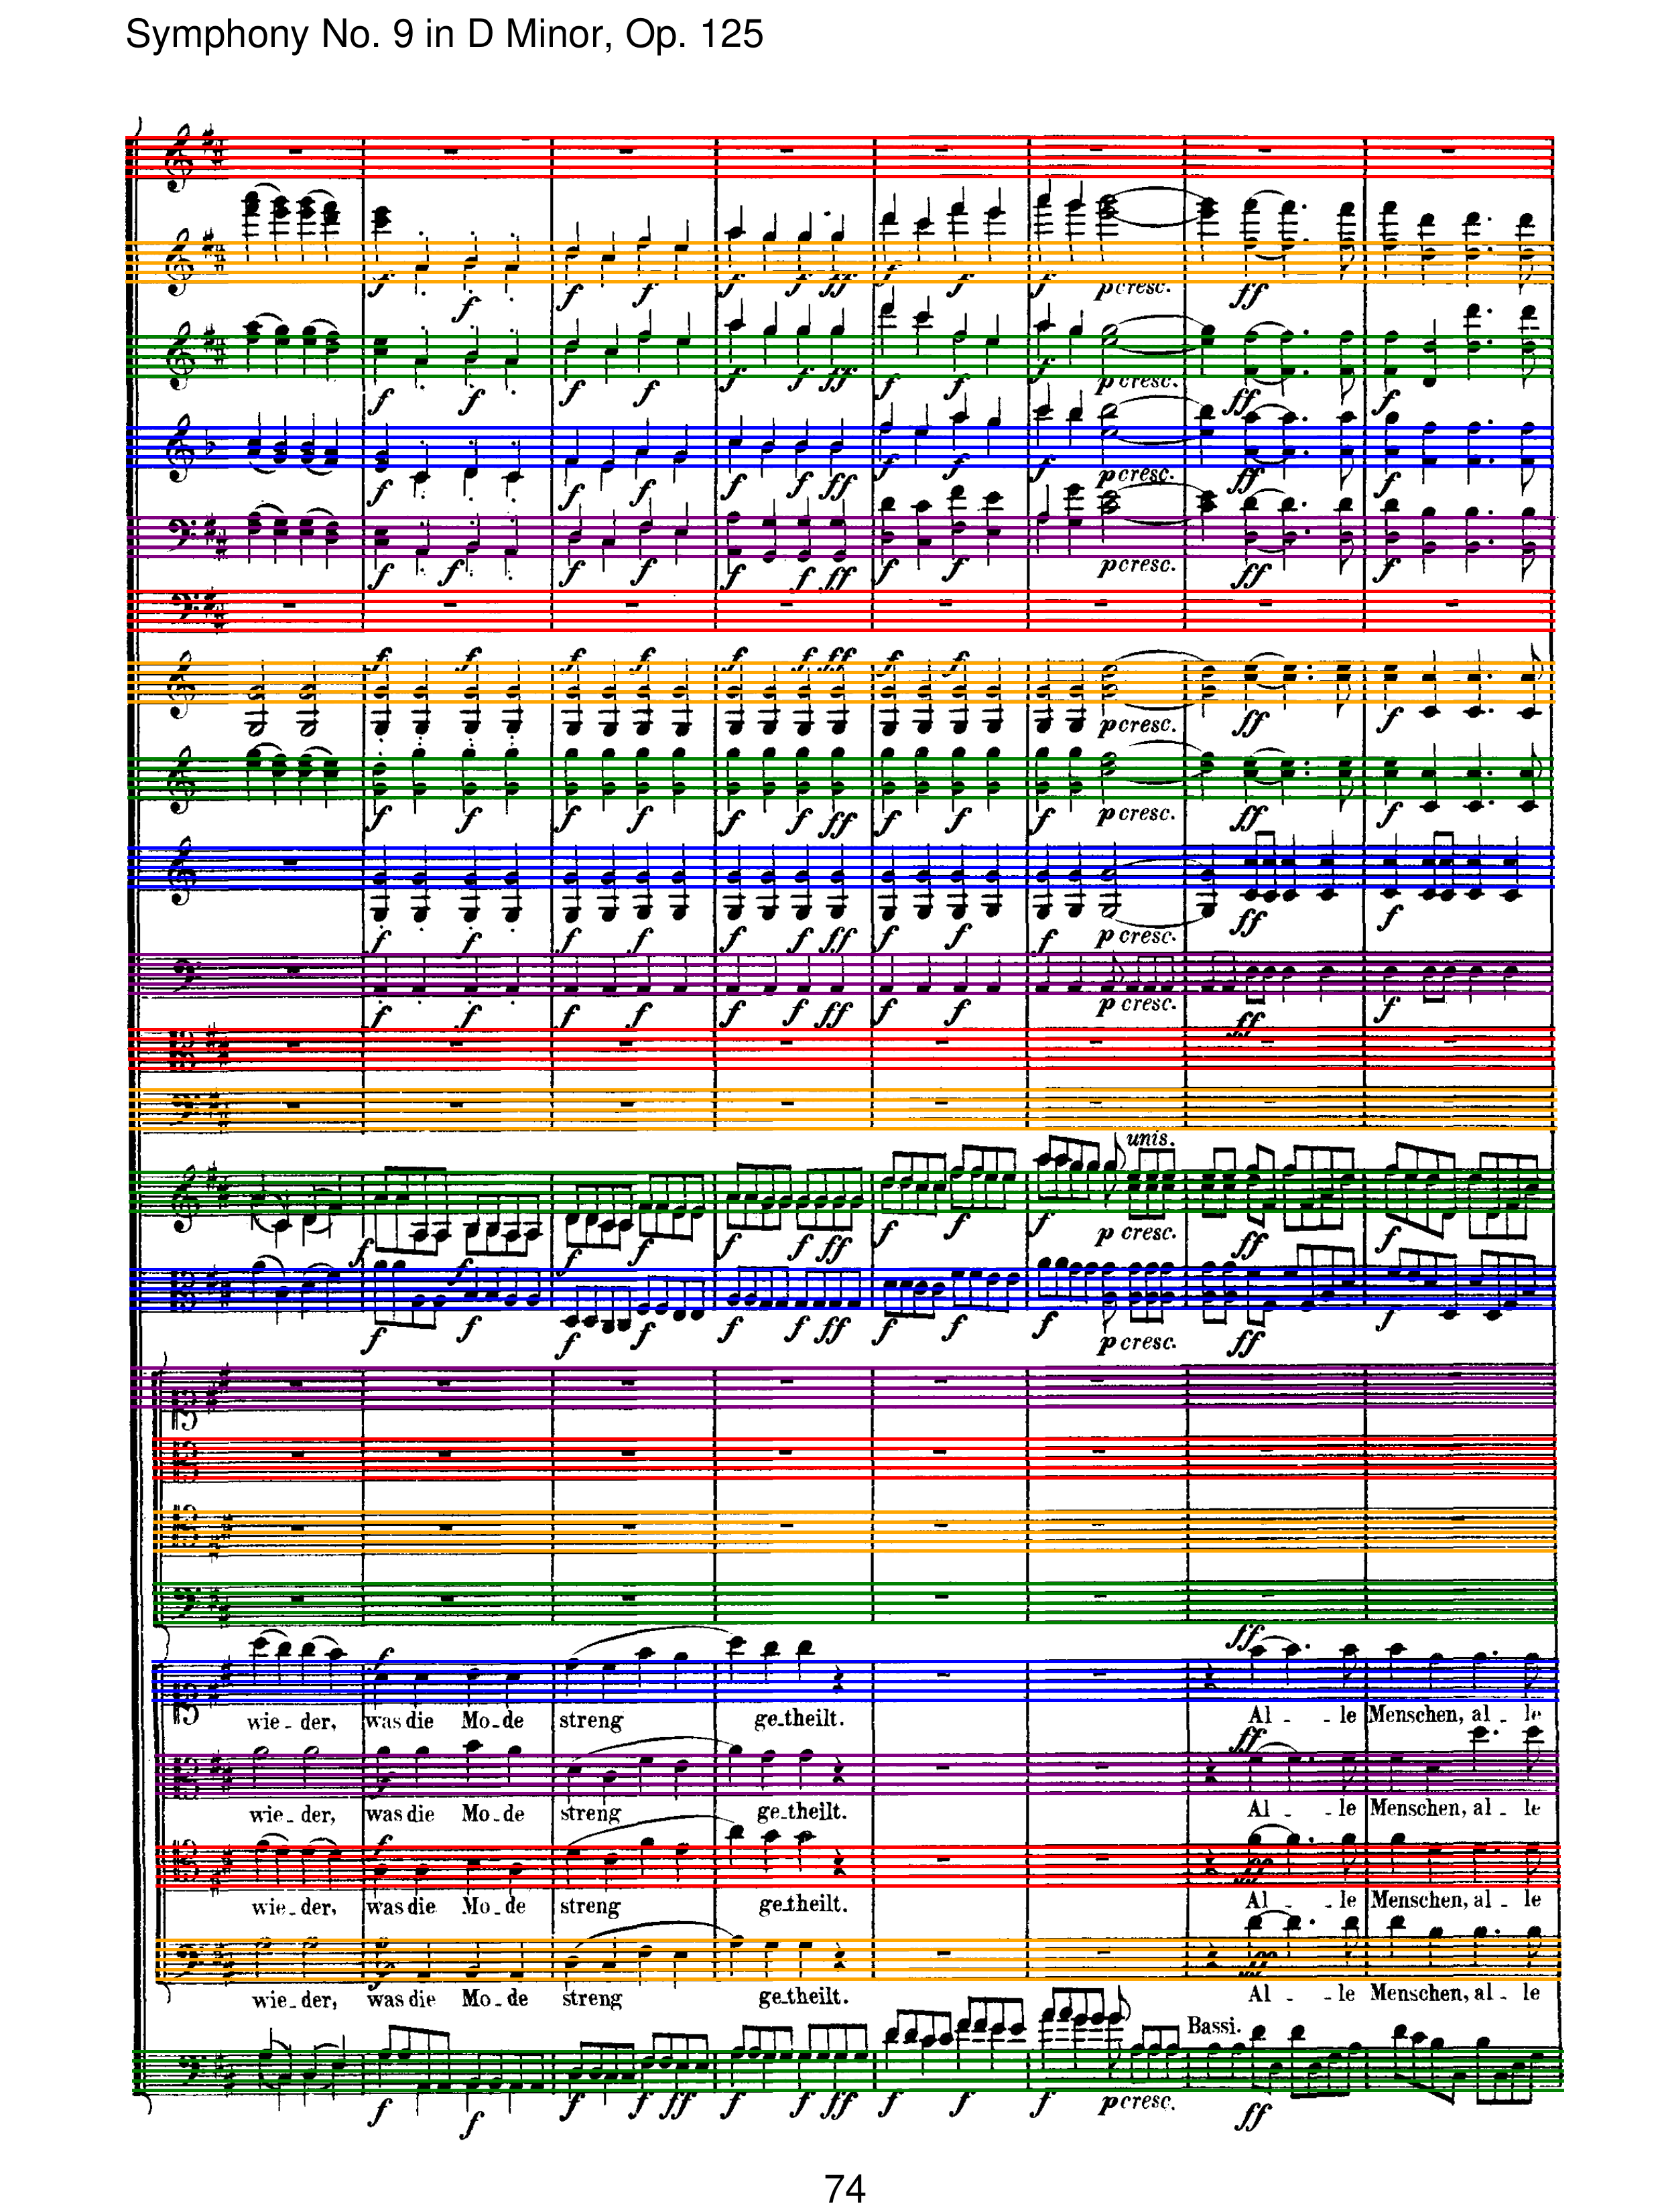 Symphony No. 9 in D Minor, Op. 125
f f f f f f ff f f f p cresc. ff
f f f f f f ff f f f p cresc. ff f
f f f f f ff f f f p cresc. ff f
f f f f f f ff f f p cresc. ff f
f f f f f f ff f f p cresc. ff f
f f f f f f ff f f p cresc. ff f
f f f f f f ff f f f p cresc. ff f
f f f f f f ff f f p cresc. ff
unis.
f f f f f f ff f f f p cresc. ff f
f f f f f f ff f f f p cresc. ff f
f ff
wie - der, was die Mo - de streng ge - theilt. Al - - le Menschen, al - le
f ff
wie - der, was die Mo - de streng ge - theilt. Al - - le Menschen, al - le
f ff
wie - der, was die Mo - de streng ge - theilt. Al - - le Menschen, al - le
f ff
wie - der, was die Mo - de streng ge - theilt. Al - - le Menschen, al - le
Bassi.
f f f f ff f f ff f f f p cresc. ff
74